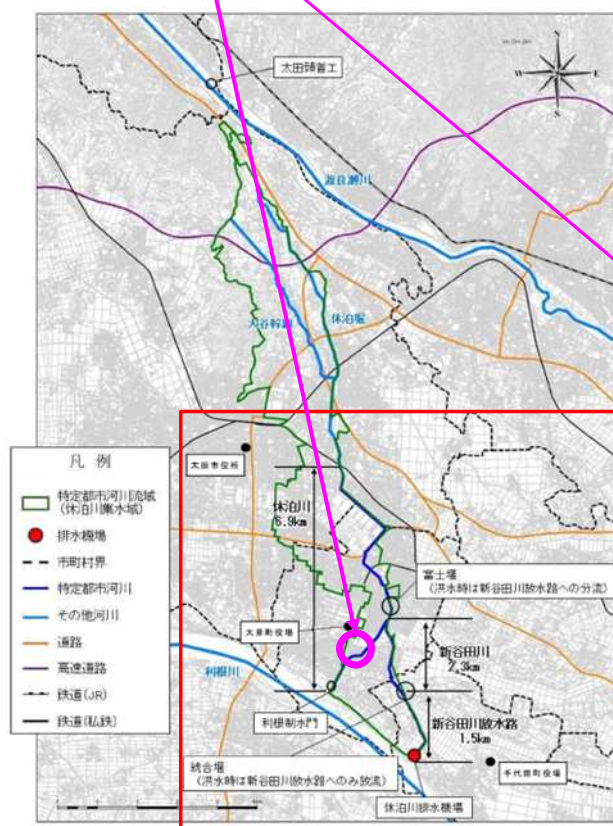 太田頭首工
N
W
E
S
渡良瀬川
大谷幹線
休泊堀
太田市役所
凡 例
特定都市河川流域
(休泊川集水域)
排水機場
市町村界
特定都市河川
その他河川
道路
高速道路
鉄道(JR)
鉄道(私鉄)
休泊川
6.9km
富士堰
(洪水時は新谷田川放水路への分流)
大泉町役場
新谷田川
2.3km
利根川
利根制水門
新谷田川放水路
1.5km
統合堰
(洪水時は新谷田川放水路へのみ放流)
千代田町役場
休泊川排水機場